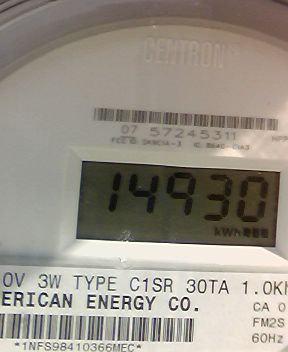 CENTRON®
07 57245311
14930
kWh
0V 3W TYPE C1SR 30TA 1.0Kh
ERICAN ENERGY CO.
CA 0
FM2S
60Hz
*1NFS98410366MEC*